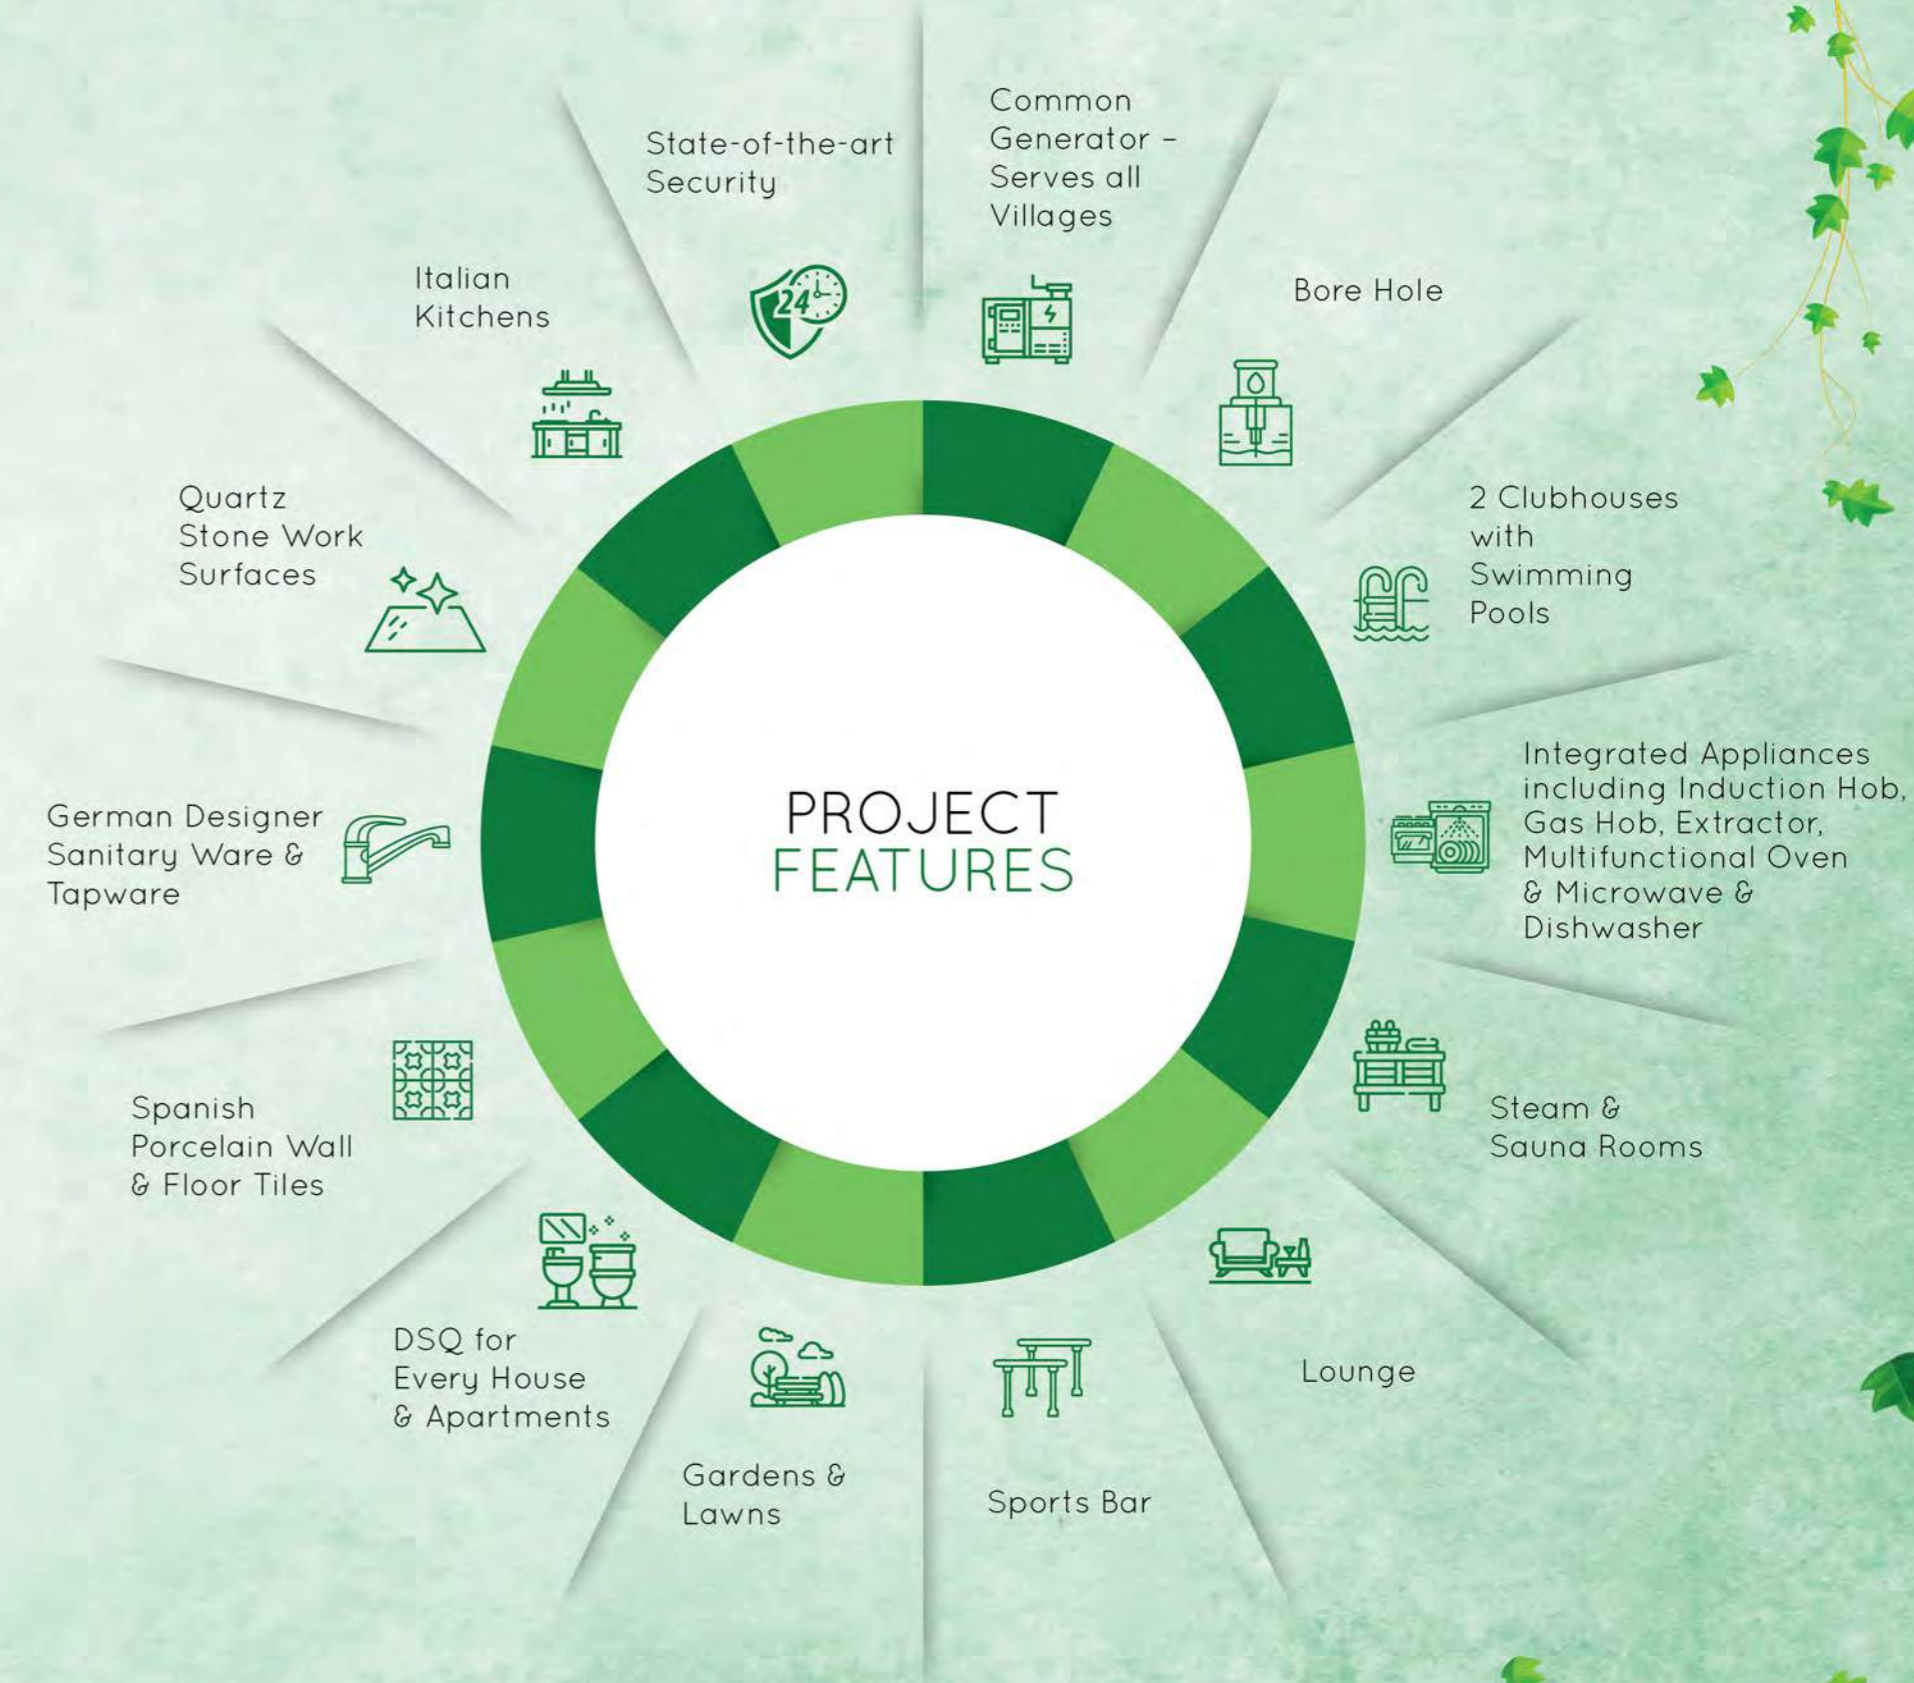 PROJECT
FEATURES
Common
Generator –
Serves all
Villages
Bore Hole
2 Clubhouses
with
Swimming
Pools
Integrated Appliances
including Induction Hob,
Gas Hob, Extractor,
Multifunctional Oven
& Microwave &
Dishwasher
Steam &
Sauna Rooms
Lounge
Sports Bar
Gardens &
Lawns
DSQ for
Every House
& Apartments
Spanish
Porcelain Wall
& Floor Tiles
German Designer
Sanitary Ware &
Tapware
Quartz
Stone Work
Surfaces
Italian
Kitchens
State-of-the-art
Security
24